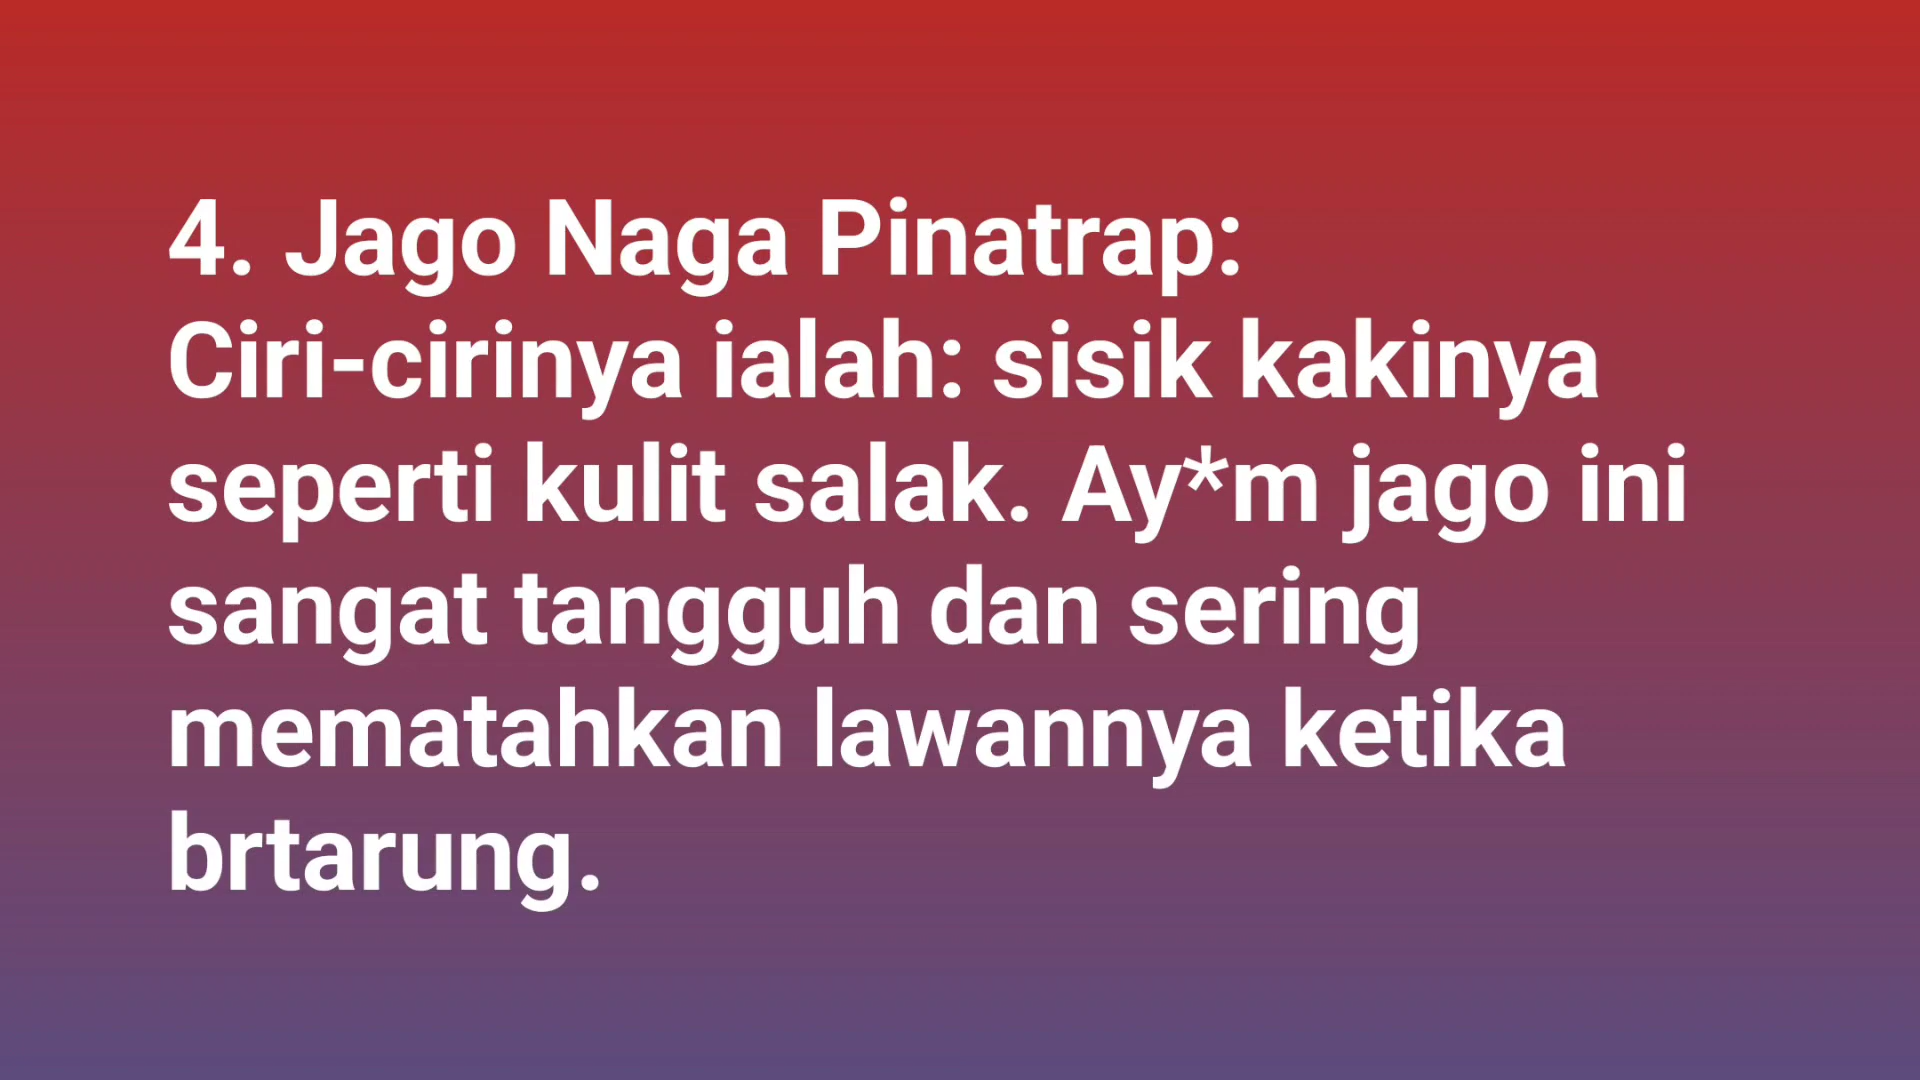 4. Jago Naga Pinatrap:
Ciri-cirinya ialah: sisik kakinya
seperti kulit salak. Ay*m jago ini
sangat tangguh dan sering
mematahkan lawannya ketika
brtarung.